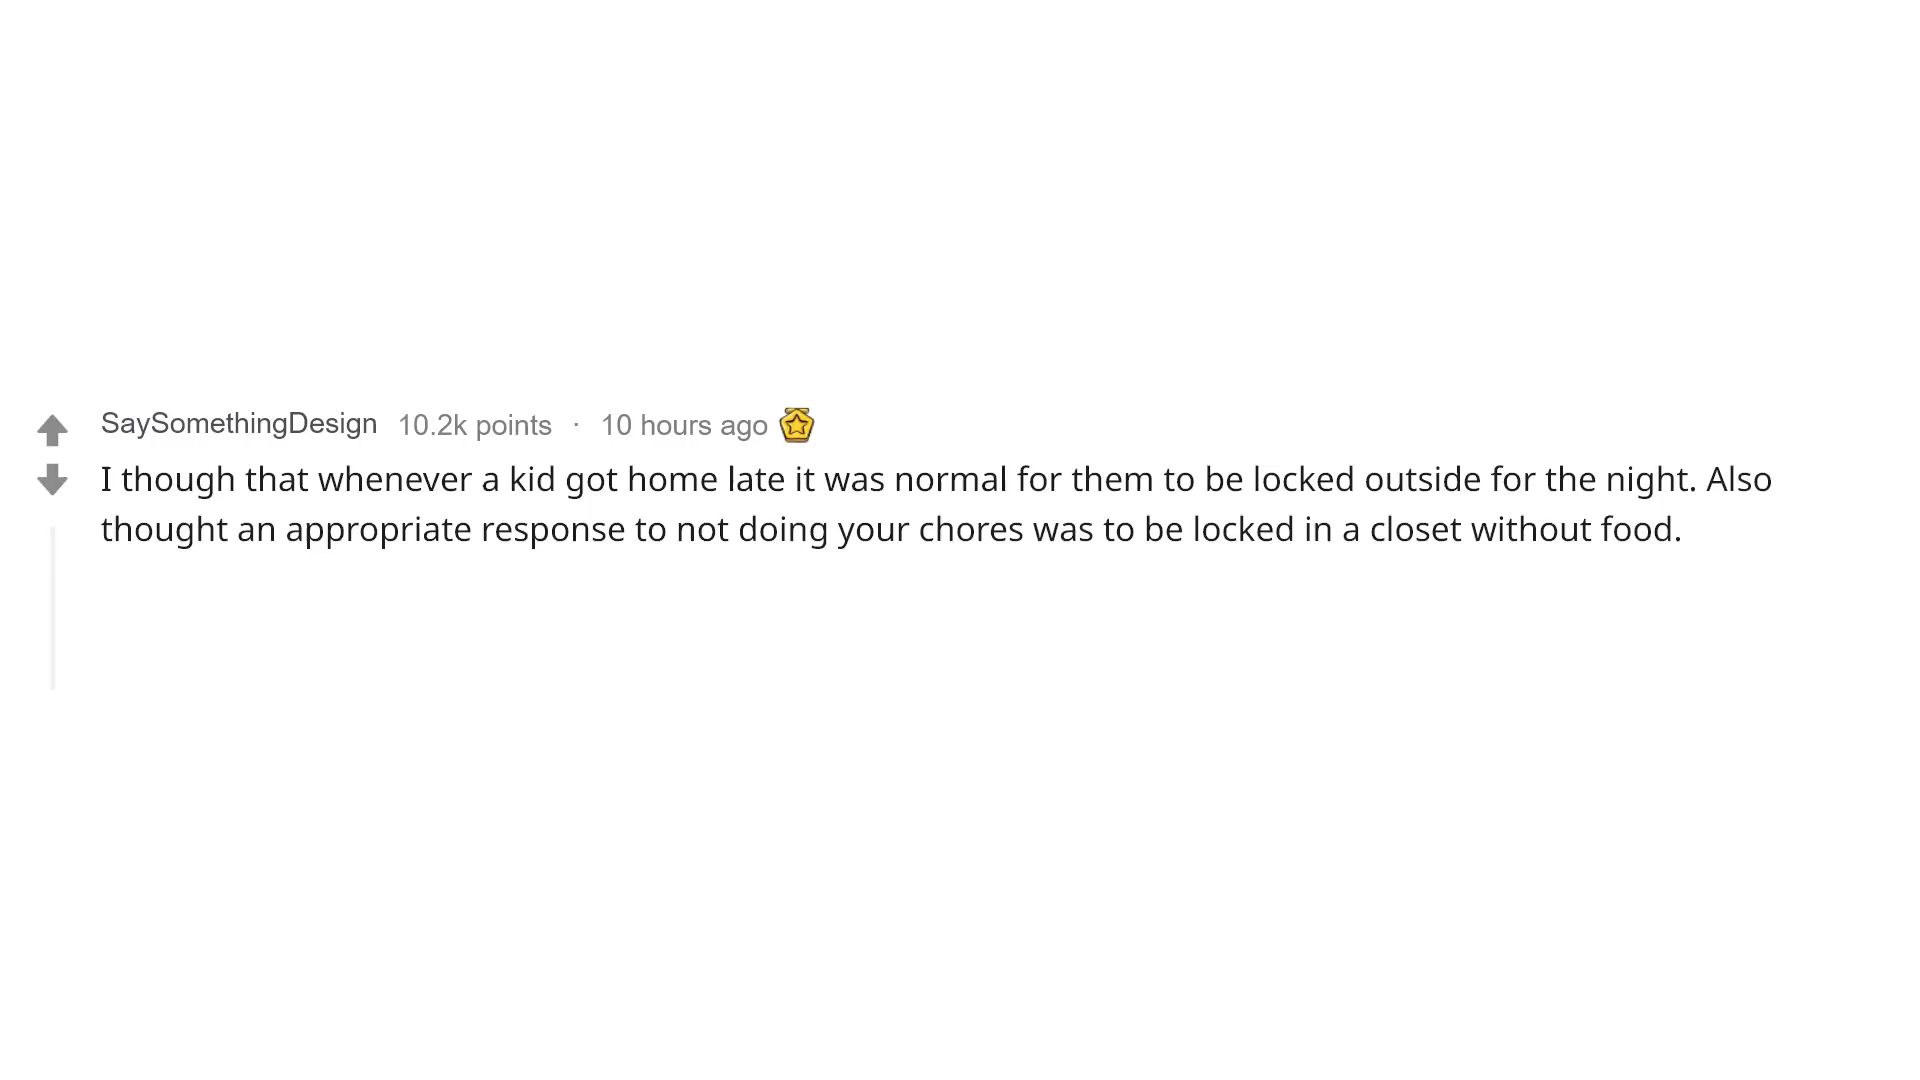 SaySomethingDesign 10.2k points · 10 hours ago
I though that whenever a kid got home late it was normal for them to be locked outside for the night. Also
thought an appropriate response to not doing your chores was to be locked in a closet without food.